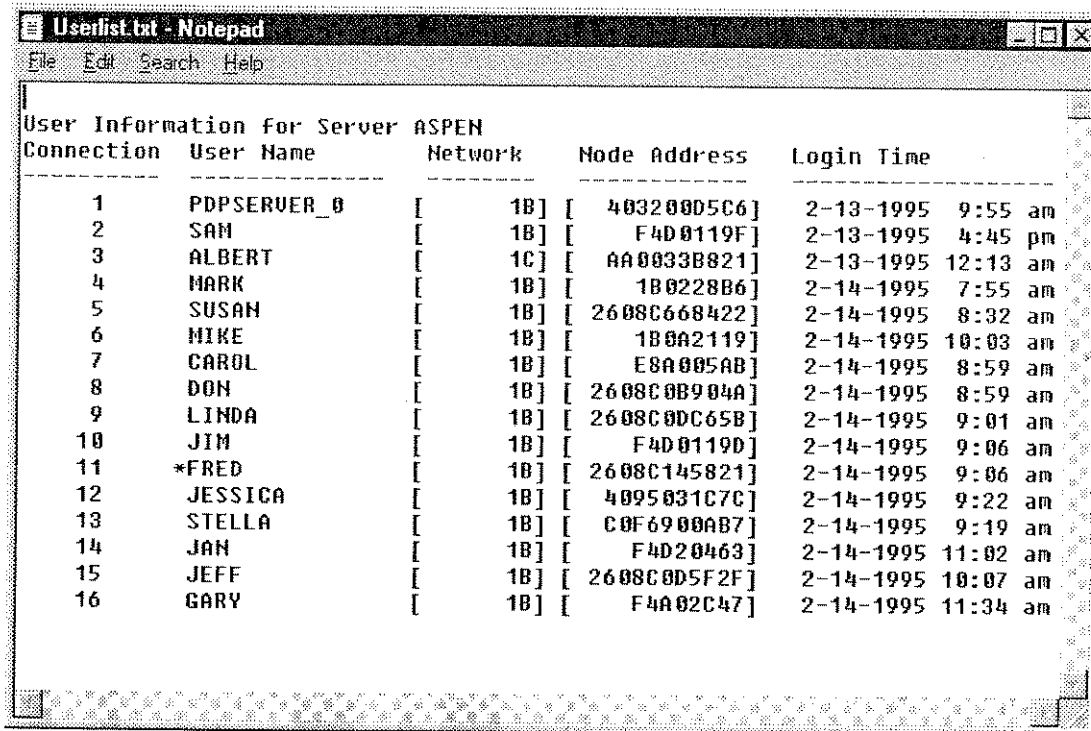 Userlist.txt - Notepad
File Edit Search Help
User Information for Server ASPEN
Connection User Name Network Node Address Login Time
---------- -------------- -------- ------------ -------------------
1 PDPSERVER_0 [ 1B] [ 403200D5C6] 2-13-1995 9:55 am
2 SAM [ 1B] [ F4D0119F] 2-13-1995 4:45 pm
3 ALBERT [ 1C] [ AA0033B821] 2-13-1995 12:13 am
4 MARK [ 1B] [ 1B0228B6] 2-14-1995 7:55 am
5 SUSAN [ 1B] [ 2608C668422] 2-14-1995 8:32 am
6 MIKE [ 1B] [ 1B0A2119] 2-14-1995 10:03 am
7 CAROL [ 1B] [ E8A005AB] 2-14-1995 8:59 am
8 DON [ 1B] [ 2608C0B904A] 2-14-1995 8:59 am
9 LINDA [ 1B] [ 2608C0DC65B] 2-14-1995 9:01 am
10 JIM [ 1B] [ F4D0119D] 2-14-1995 9:06 am
11 *FRED [ 1B] [ 2608C145821] 2-14-1995 9:06 am
12 JESSICA [ 1B] [ 4095031C7C] 2-14-1995 9:22 am
13 STELLA [ 1B] [ C0F6900AB7] 2-14-1995 9:19 am
14 JAN [ 1B] [ F4D20463] 2-14-1995 11:02 am
15 JEFF [ 1B] [ 2608C0D5F2F] 2-14-1995 10:07 am
16 GARY [ 1B] [ F4A02C47] 2-14-1995 11:34 am